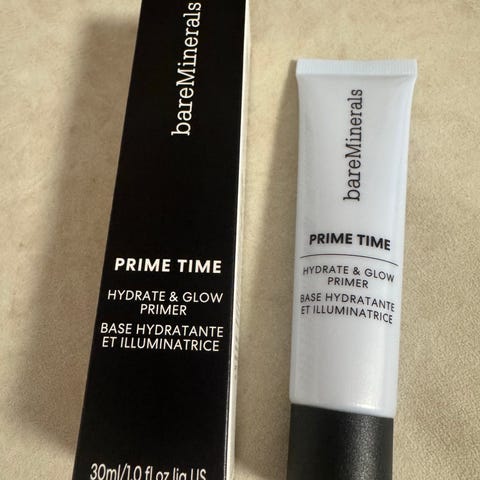 bareMinerals
PRIME TIME
HYDRATE & GLOW
PRIMER
BASE HYDRATANTE
ET ILLUMINATRICE
30ml/1.0 fl oz liq US
bareMinerals
PRIME TIME
HYDRATE & GLOW
PRIMER
BASE HYDRATANTE
ET ILLUMINATRICE